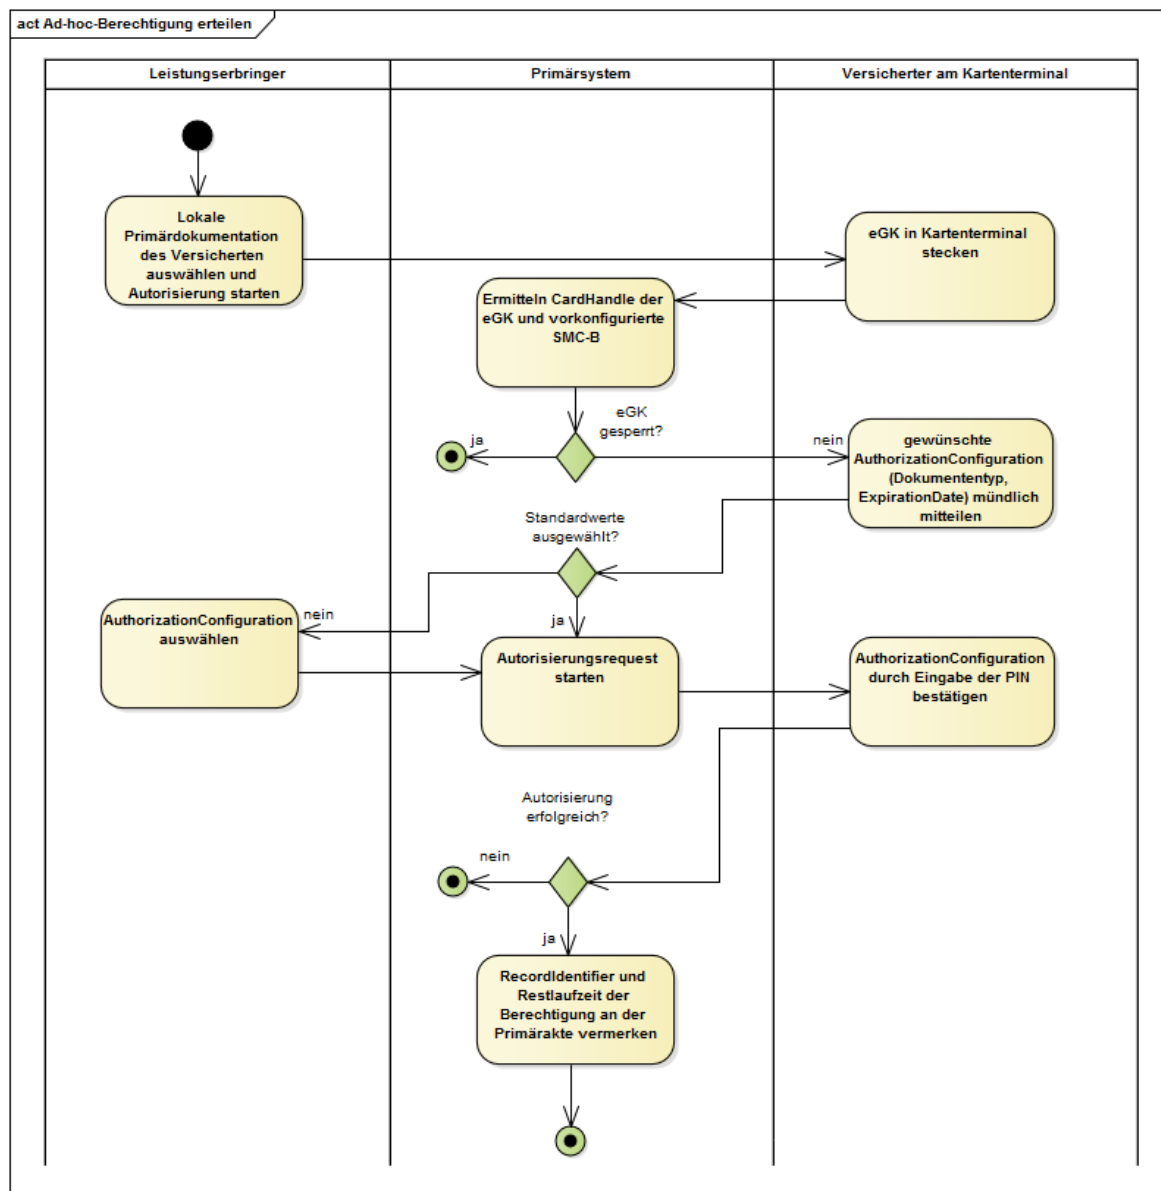 act Ad-hoc-Berechtigung erteilen
Leistungserbringer
Primärsystem
Versicherter am Kartenterminal
Lokale
Primärdokumentation
des Versicherten
auswählen und
Autorisierung starten
eGK in Kartenterminal
stecken
Ermitteln CardHandle der
eGK und vorkonfigurierte
SMC-B
eGK
gesperrt?
ja
nein
gewünschte
AuthorizationConfiguration
(Dokumententyp,
ExpirationDate) mündlich
mitteilen
Standardwerte
ausgewählt?
nein
ja
AuthorizationConfiguration
auswählen
Autorisierungsrequest
starten
AuthorizationConfiguration
durch Eingabe der PIN
bestätigen
Autorisierung
erfolgreich?
nein
ja
RecordIdentifier und
Restlaufzeit der
Berechtigung an der
Primärakte vermerken